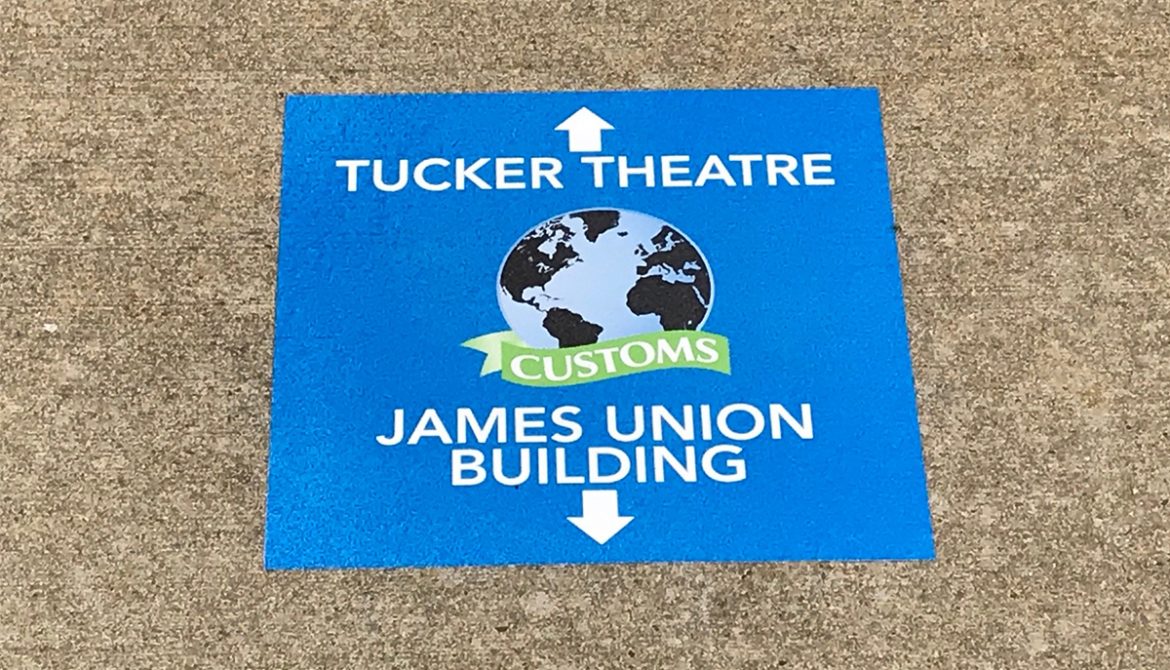 TUCKER THEATRE
CUSTOMS
JAMES UNION
BUILDING